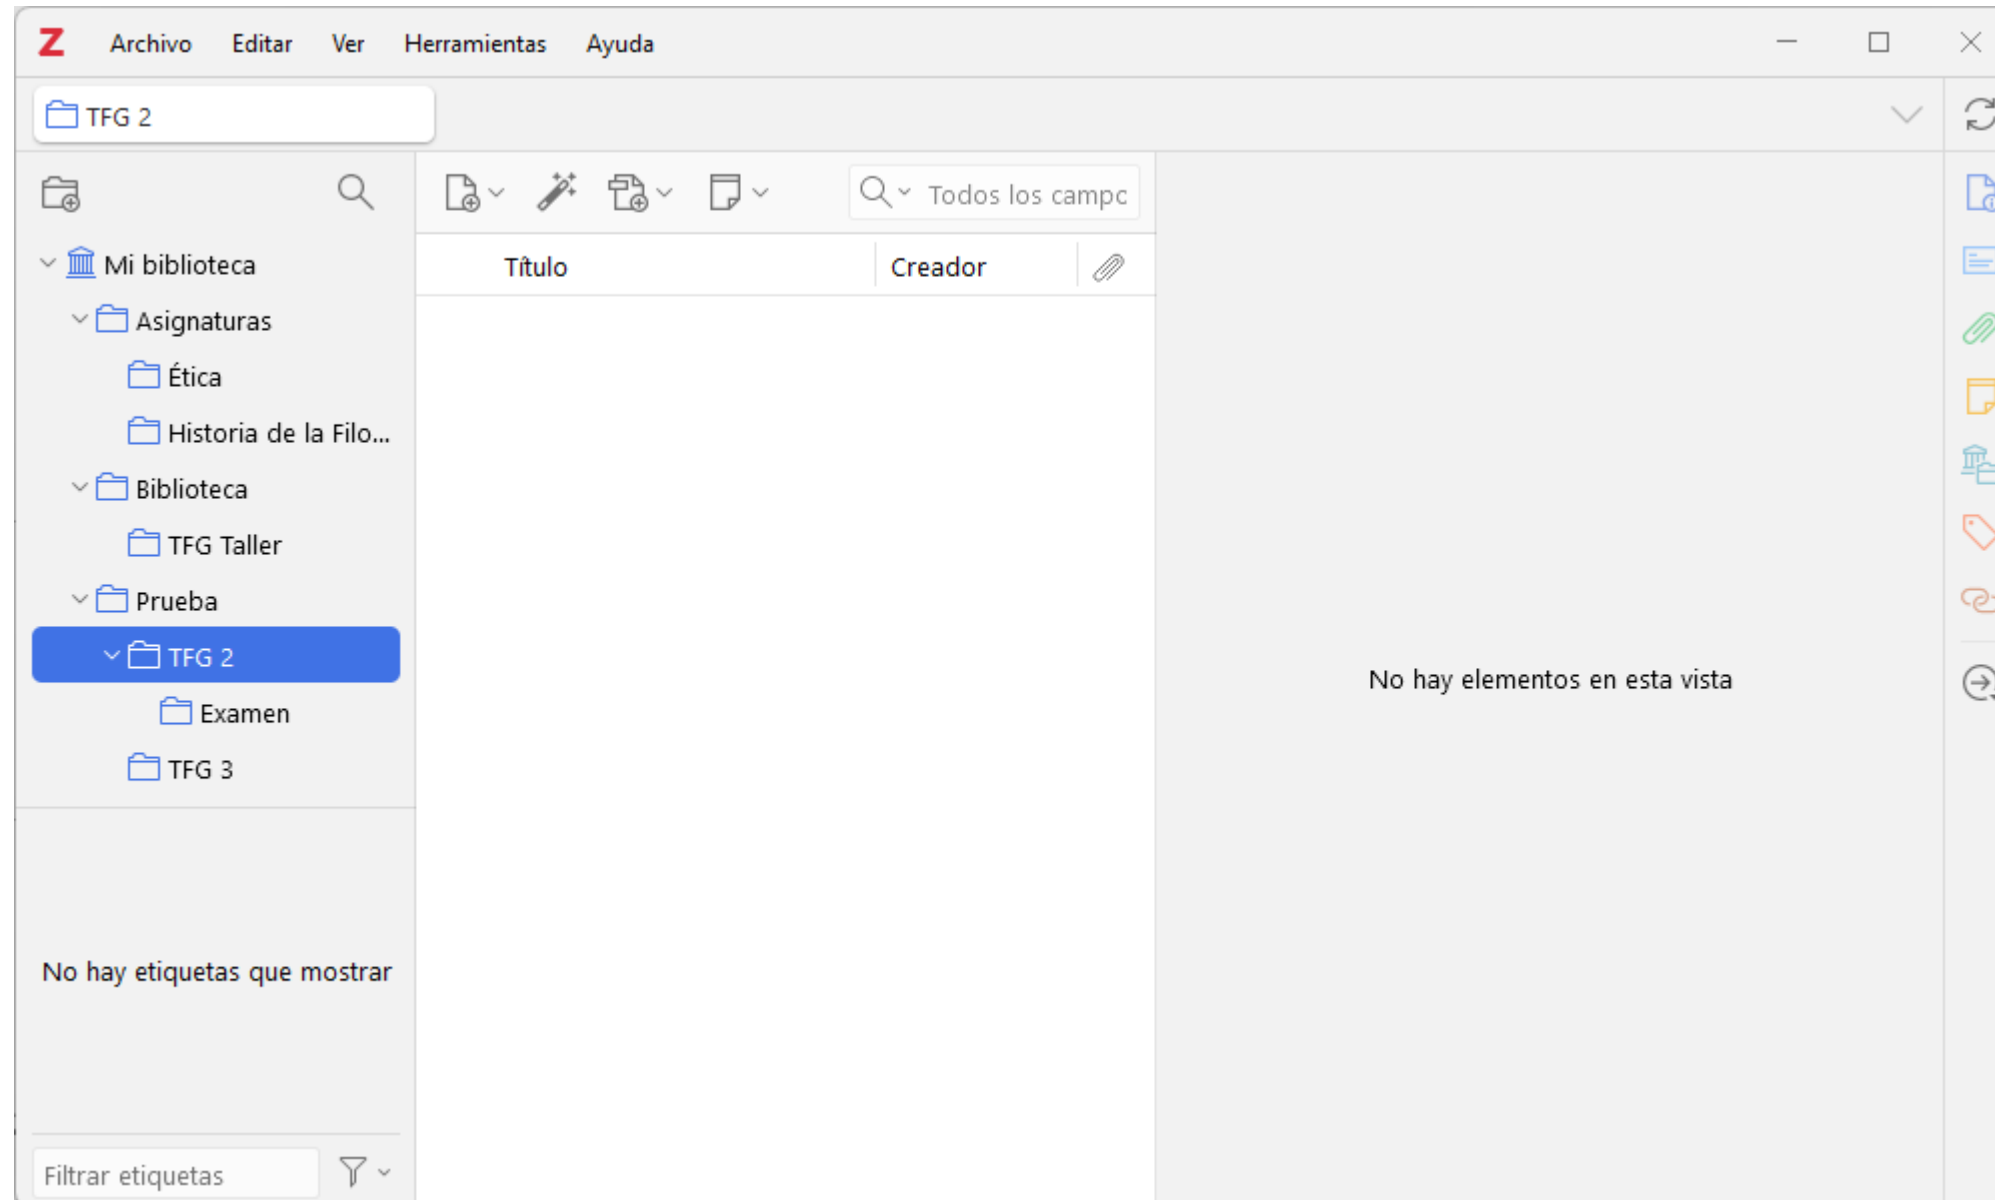 Z Archivo Editar Ver Herramientas Ayuda
TFG 2
Todos los campo
Mi biblioteca
Asignaturas
Ética
Historia de la Filo...
Biblioteca
TFG Taller
Prueba
TFG 2
Examen
TFG 3
No hay etiquetas que mostrar
Filtrar etiquetas
Título Creador
No hay elementos en esta vista